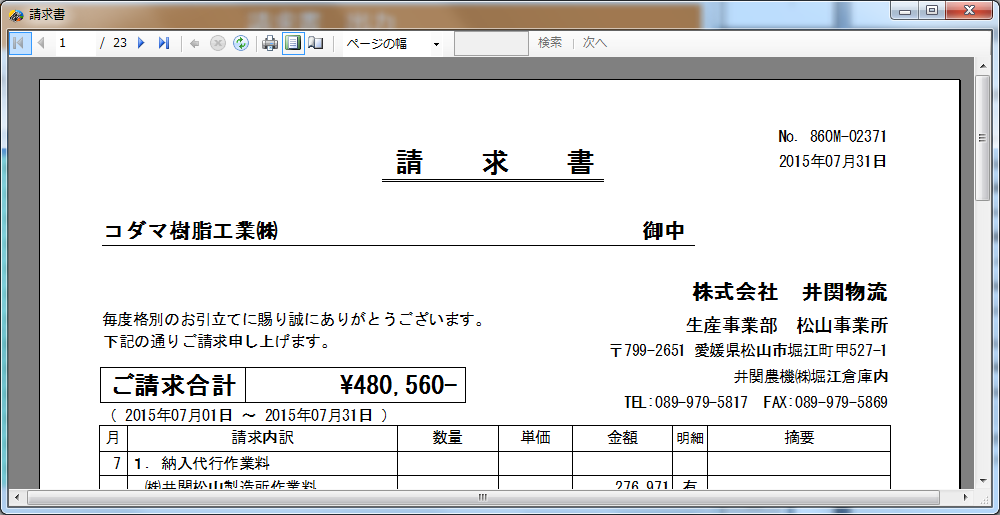 請求書
1 / 23 ページの幅 検索 次へ
No. 860M-02371
請求書
2015年07月31日
コダマ樹脂工業㈱ 御中
株式会社 井関物流
毎度格別のお引立てに賜り誠にありがとうございます。
生産事業部 松山事業所
下記の通りご請求申し上げます。
〒799-2651 愛媛県松山市堀江町甲527-1
井関農機㈱堀江倉庫内
ご請求合計 ¥480,560-
TEL:089-979-5817 FAX:089-979-5869
( 2015年07月01日 ～ 2015年07月31日 )
月 請求内訳 数量 単価 金額 明細 摘要
7 1. 納入代行作業料
㈱井関松山製造所作業料 276,971 有